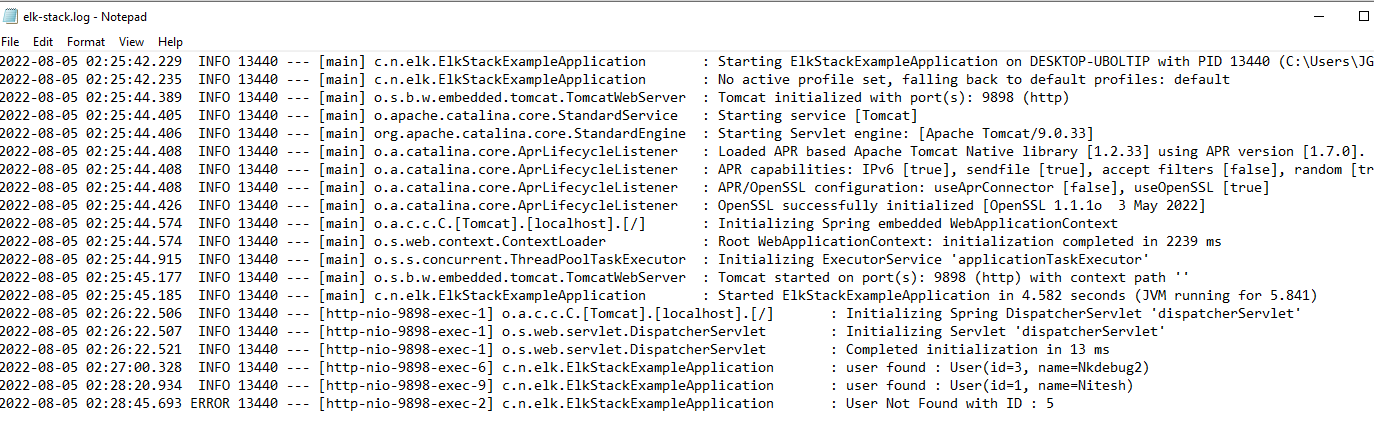 elk-stack.log - Notepad
File Edit Format View Help
2022-08-05 02:25:42.229  INFO 13440 --- [main] c.n.elk.ElkStackExampleApplication       : Starting ElkStackExampleApplication on DESKTOP-UBOLTIP with PID 13440 (C:\Users\JG
2022-08-05 02:25:42.235  INFO 13440 --- [main] c.n.elk.ElkStackExampleApplication       : No active profile set, falling back to default profiles: default
2022-08-05 02:25:44.389  INFO 13440 --- [main] o.s.b.w.embedded.tomcat.TomcatWebServer  : Tomcat initialized with port(s): 9898 (http)
2022-08-05 02:25:44.405  INFO 13440 --- [main] o.apache.catalina.core.StandardService   : Starting service [Tomcat]
2022-08-05 02:25:44.406  INFO 13440 --- [main] org.apache.catalina.core.StandardEngine  : Starting Servlet engine: [Apache Tomcat/9.0.33]
2022-08-05 02:25:44.408  INFO 13440 --- [main] o.a.catalina.core.AprLifecycleListener   : Loaded APR based Apache Tomcat Native library [1.2.33] using APR version [1.7.0].
2022-08-05 02:25:44.408  INFO 13440 --- [main] o.a.catalina.core.AprLifecycleListener   : APR capabilities: IPv6 [true], sendfile [true], accept filters [false], random [tr
2022-08-05 02:25:44.408  INFO 13440 --- [main] o.a.catalina.core.AprLifecycleListener   : APR/OpenSSL configuration: useAprConnector [false], useOpenSSL [true]
2022-08-05 02:25:44.426  INFO 13440 --- [main] o.a.catalina.core.AprLifecycleListener   : OpenSSL successfully initialized [OpenSSL 1.1.1o  3 May 2022]
2022-08-05 02:25:44.574  INFO 13440 --- [main] o.a.c.c.C.[Tomcat].[localhost].[/]       : Initializing Spring embedded WebApplicationContext
2022-08-05 02:25:44.574  INFO 13440 --- [main] o.s.web.context.ContextLoader            : Root WebApplicationContext: initialization completed in 2239 ms
2022-08-05 02:25:44.915  INFO 13440 --- [main] o.s.s.concurrent.ThreadPoolTaskExecutor  : Initializing ExecutorService 'applicationTaskExecutor'
2022-08-05 02:25:45.177  INFO 13440 --- [main] o.s.b.w.embedded.tomcat.TomcatWebServer  : Tomcat started on port(s): 9898 (http) with context path ''
2022-08-05 02:25:45.185  INFO 13440 --- [main] c.n.elk.ElkStackExampleApplication       : Started ElkStackExampleApplication in 4.582 seconds (JVM running for 5.841)
2022-08-05 02:26:22.506  INFO 13440 --- [http-nio-9898-exec-1] o.a.c.c.C.[Tomcat].[localhost].[/]       : Initializing Spring DispatcherServlet 'dispatcherServlet'
2022-08-05 02:26:22.507  INFO 13440 --- [http-nio-9898-exec-1] o.s.web.servlet.DispatcherServlet        : Initializing Servlet 'dispatcherServlet'
2022-08-05 02:26:22.521  INFO 13440 --- [http-nio-9898-exec-1] o.s.web.servlet.DispatcherServlet        : Completed initialization in 13 ms
2022-08-05 02:27:00.328  INFO 13440 --- [http-nio-9898-exec-6] c.n.elk.ElkStackExampleApplication       : user found : User(id=3, name=Nkdebug2)
2022-08-05 02:28:20.934  INFO 13440 --- [http-nio-9898-exec-9] c.n.elk.ElkStackExampleApplication       : user found : User(id=1, name=Nitesh)
2022-08-05 02:28:45.693 ERROR 13440 --- [http-nio-9898-exec-2] c.n.elk.ElkStackExampleApplication       : User Not Found with ID : 5